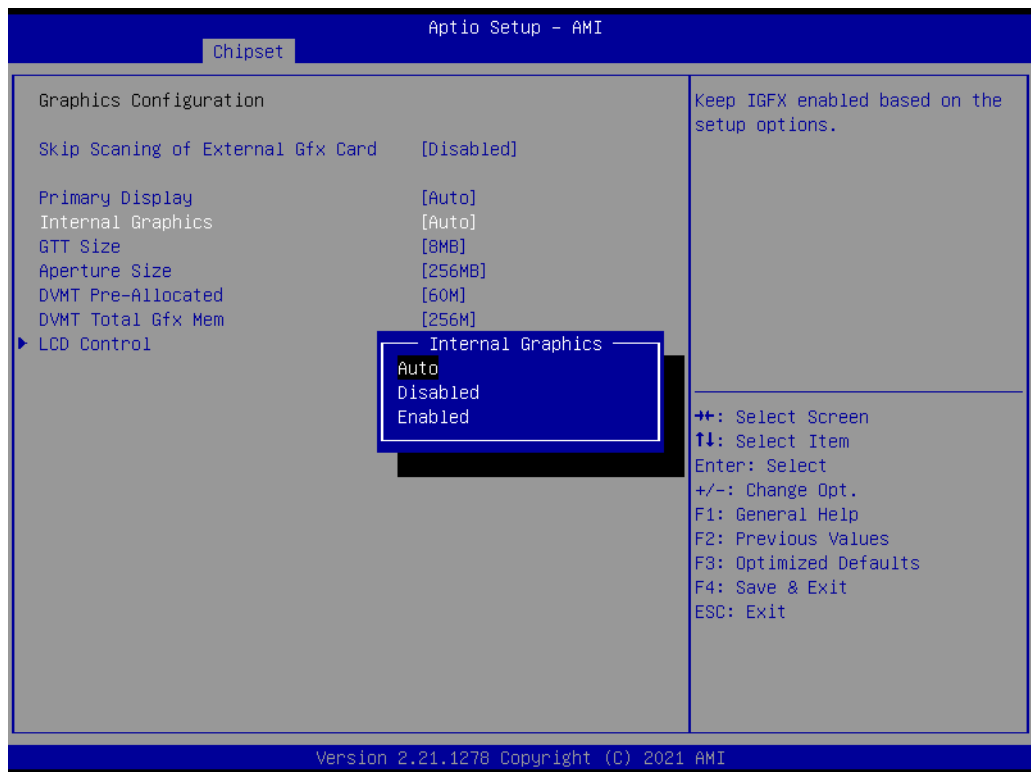 Aptio Setup – AMI
Chipset
Graphics Configuration
Skip Scaning of External Gfx Card [Disabled]
Primary Display [Auto]
Internal Graphics [Auto]
GTT Size [8MB]
Aperture Size [256MB]
DVMT Pre-Allocated [60M]
DVMT Total Gfx Mem [256M]
▶ LCD Control
Internal Graphics
Auto
Disabled
Enabled
Keep IGFX enabled based on the
setup options.
→←: Select Screen
↑↓: Select Item
Enter: Select
+/-: Change Opt.
F1: General Help
F2: Previous Values
F3: Optimized Defaults
F4: Save & Exit
ESC: Exit
Version 2.21.1278 Copyright (C) 2021 AMI